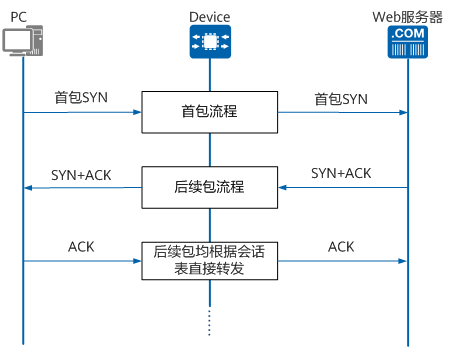 PC
Device
Web服务器
.COM
首包SYN
首包流程
首包SYN
SYN+ACK
后续包流程
SYN+ACK
ACK
后续包均根据会话
表直接转发
ACK